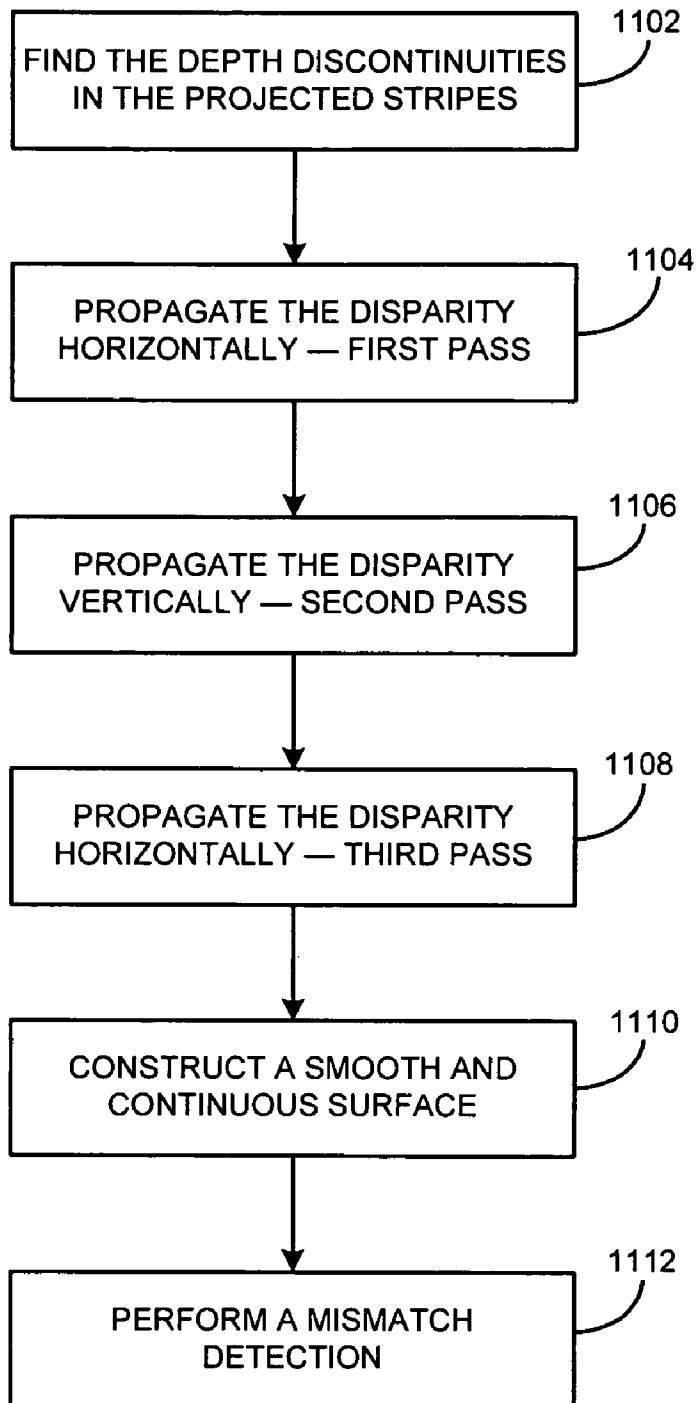 1102
FIND THE DEPTH DISCONTINUITIES
IN THE PROJECTED STRIPES
1104
PROPAGATE THE DISPARITY
HORIZONTALLY — FIRST PASS
1106
PROPAGATE THE DISPARITY
VERTICALLY — SECOND PASS
1108
PROPAGATE THE DISPARITY
HORIZONTALLY — THIRD PASS
1110
CONSTRUCT A SMOOTH AND
CONTINUOUS SURFACE
1112
PERFORM A MISMATCH
DETECTION